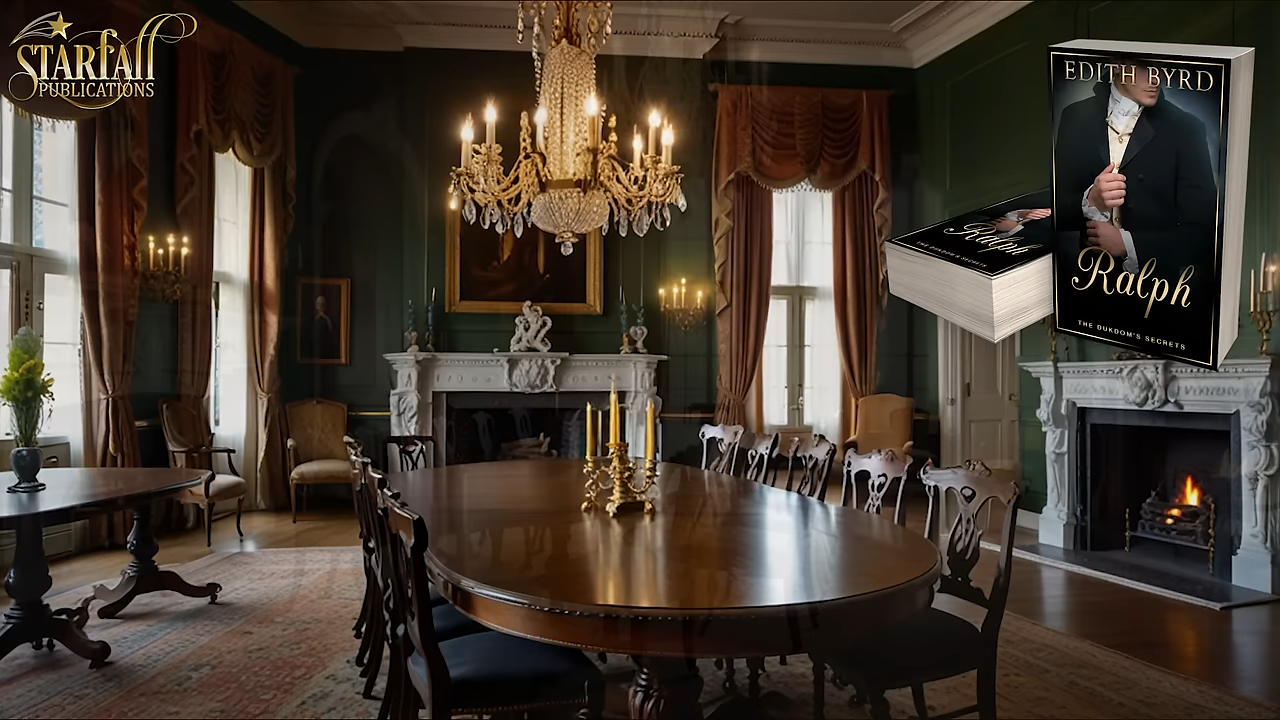 STARfall
PUBLICATIONS
EDITH BYRD
Ralph
THE DUKDOM'S SECRETS
Ralph
THE DUKDOM'S SECRETS